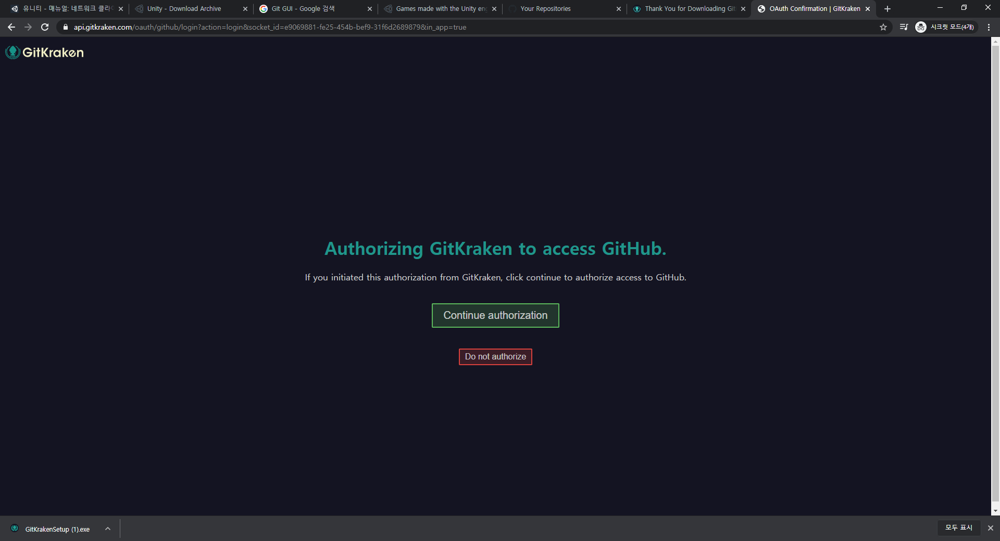 유니티 - 매뉴얼: 네트워크 클라이
Unity - Download Archive
Git GUI - Google 검색
Games made with the Unity en
Your Repositories
Thank You for Downloading Git
OAuth Confirmation | GitKraken
api.gitkraken.com/oauth/github/login?action=login&socket_id=e9069881-fe25-454b-bef9-31f6d2689879&in_app=true
시크릿 모드(4개)
GitKraken
Authorizing GitKraken to access GitHub.
If you initiated this authorization from GitKraken, click continue to authorize access to GitHub.
Continue authorization
Do not authorize
GitKrakenSetup (1).exe
모두 표시